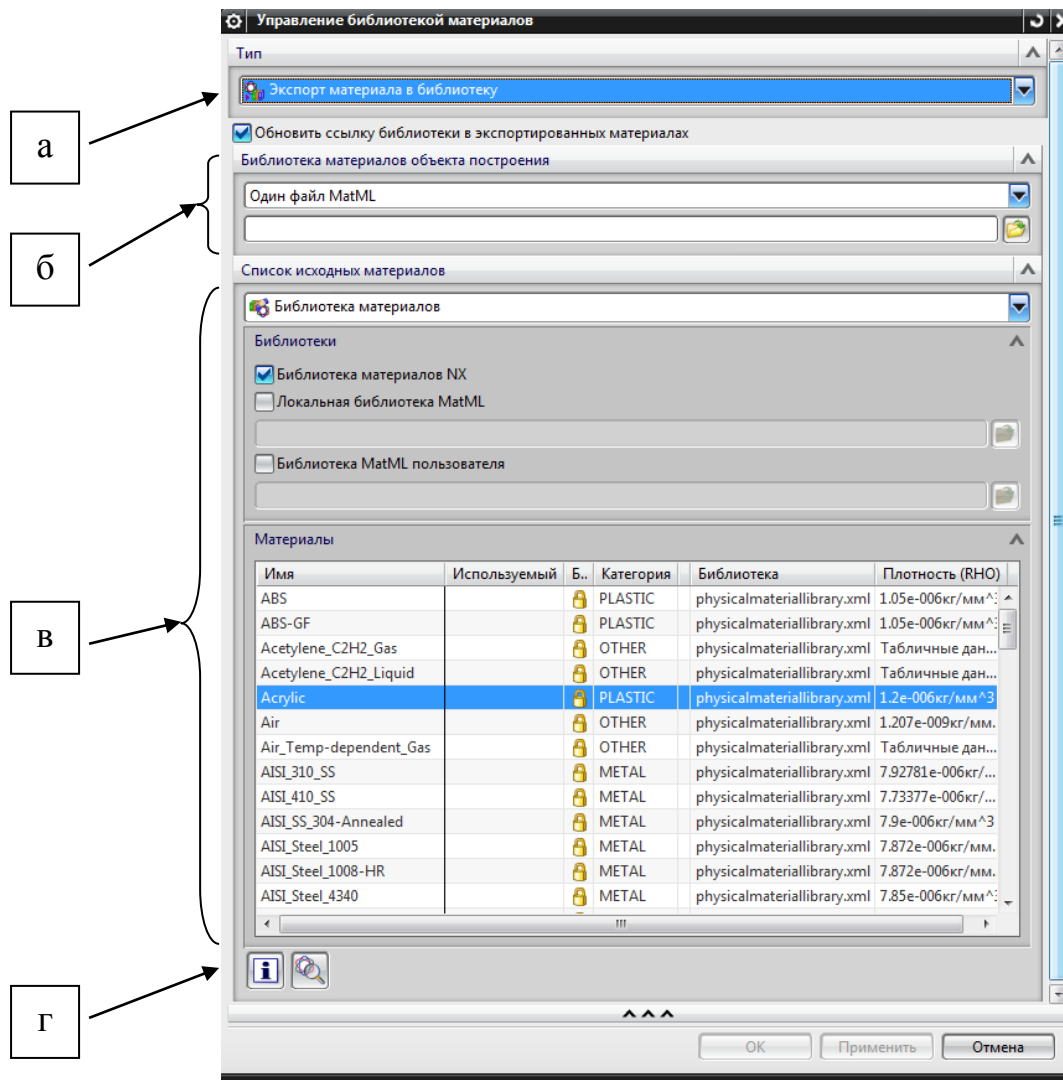 Управление библиотекой материалов
Тип
Экспорт материала в библиотеку
а
Обновить ссылку библиотеки в экспортированных материалах
Библиотека материалов объекта построения
Один файл MatML
б
Список исходных материалов
Библиотека материалов
Библиотеки
Библиотека материалов NX
Локальная библиотека MatML
Библиотека MatML пользователя
Материалы
Имя Используемый Б.. Категория Библиотека Плотность (RHO)
ABS PLASTIC physicalmateriallibrary.xml 1.05e-006кг/мм^3
ABS-GF PLASTIC physicalmateriallibrary.xml 1.05e-006кг/мм^3
Acetylene_C2H2_Gas OTHER physicalmateriallibrary.xml Табличные дан...
Acetylene_C2H2_Liquid OTHER physicalmateriallibrary.xml Табличные дан...
Acrylic PLASTIC physicalmateriallibrary.xml 1.2e-006кг/мм^3
Air OTHER physicalmateriallibrary.xml 1.207e-009кг/мм.
Air_Temp-dependent_Gas OTHER physicalmateriallibrary.xml Табличные дан...
AISI_310_SS METAL physicalmateriallibrary.xml 7.92781e-006кг/...
AISI_410_SS METAL physicalmateriallibrary.xml 7.73377e-006кг/...
AISI_SS_304-Annealed METAL physicalmateriallibrary.xml 7.9e-006кг/мм^3
AISI_Steel_1005 METAL physicalmateriallibrary.xml 7.872e-006кг/мм.
AISI_Steel_1008-HR METAL physicalmateriallibrary.xml 7.872e-006кг/мм.
AISI_Steel_4340 METAL physicalmateriallibrary.xml 7.85e-006кг/мм^3
в
г
ОК Применить Отмена